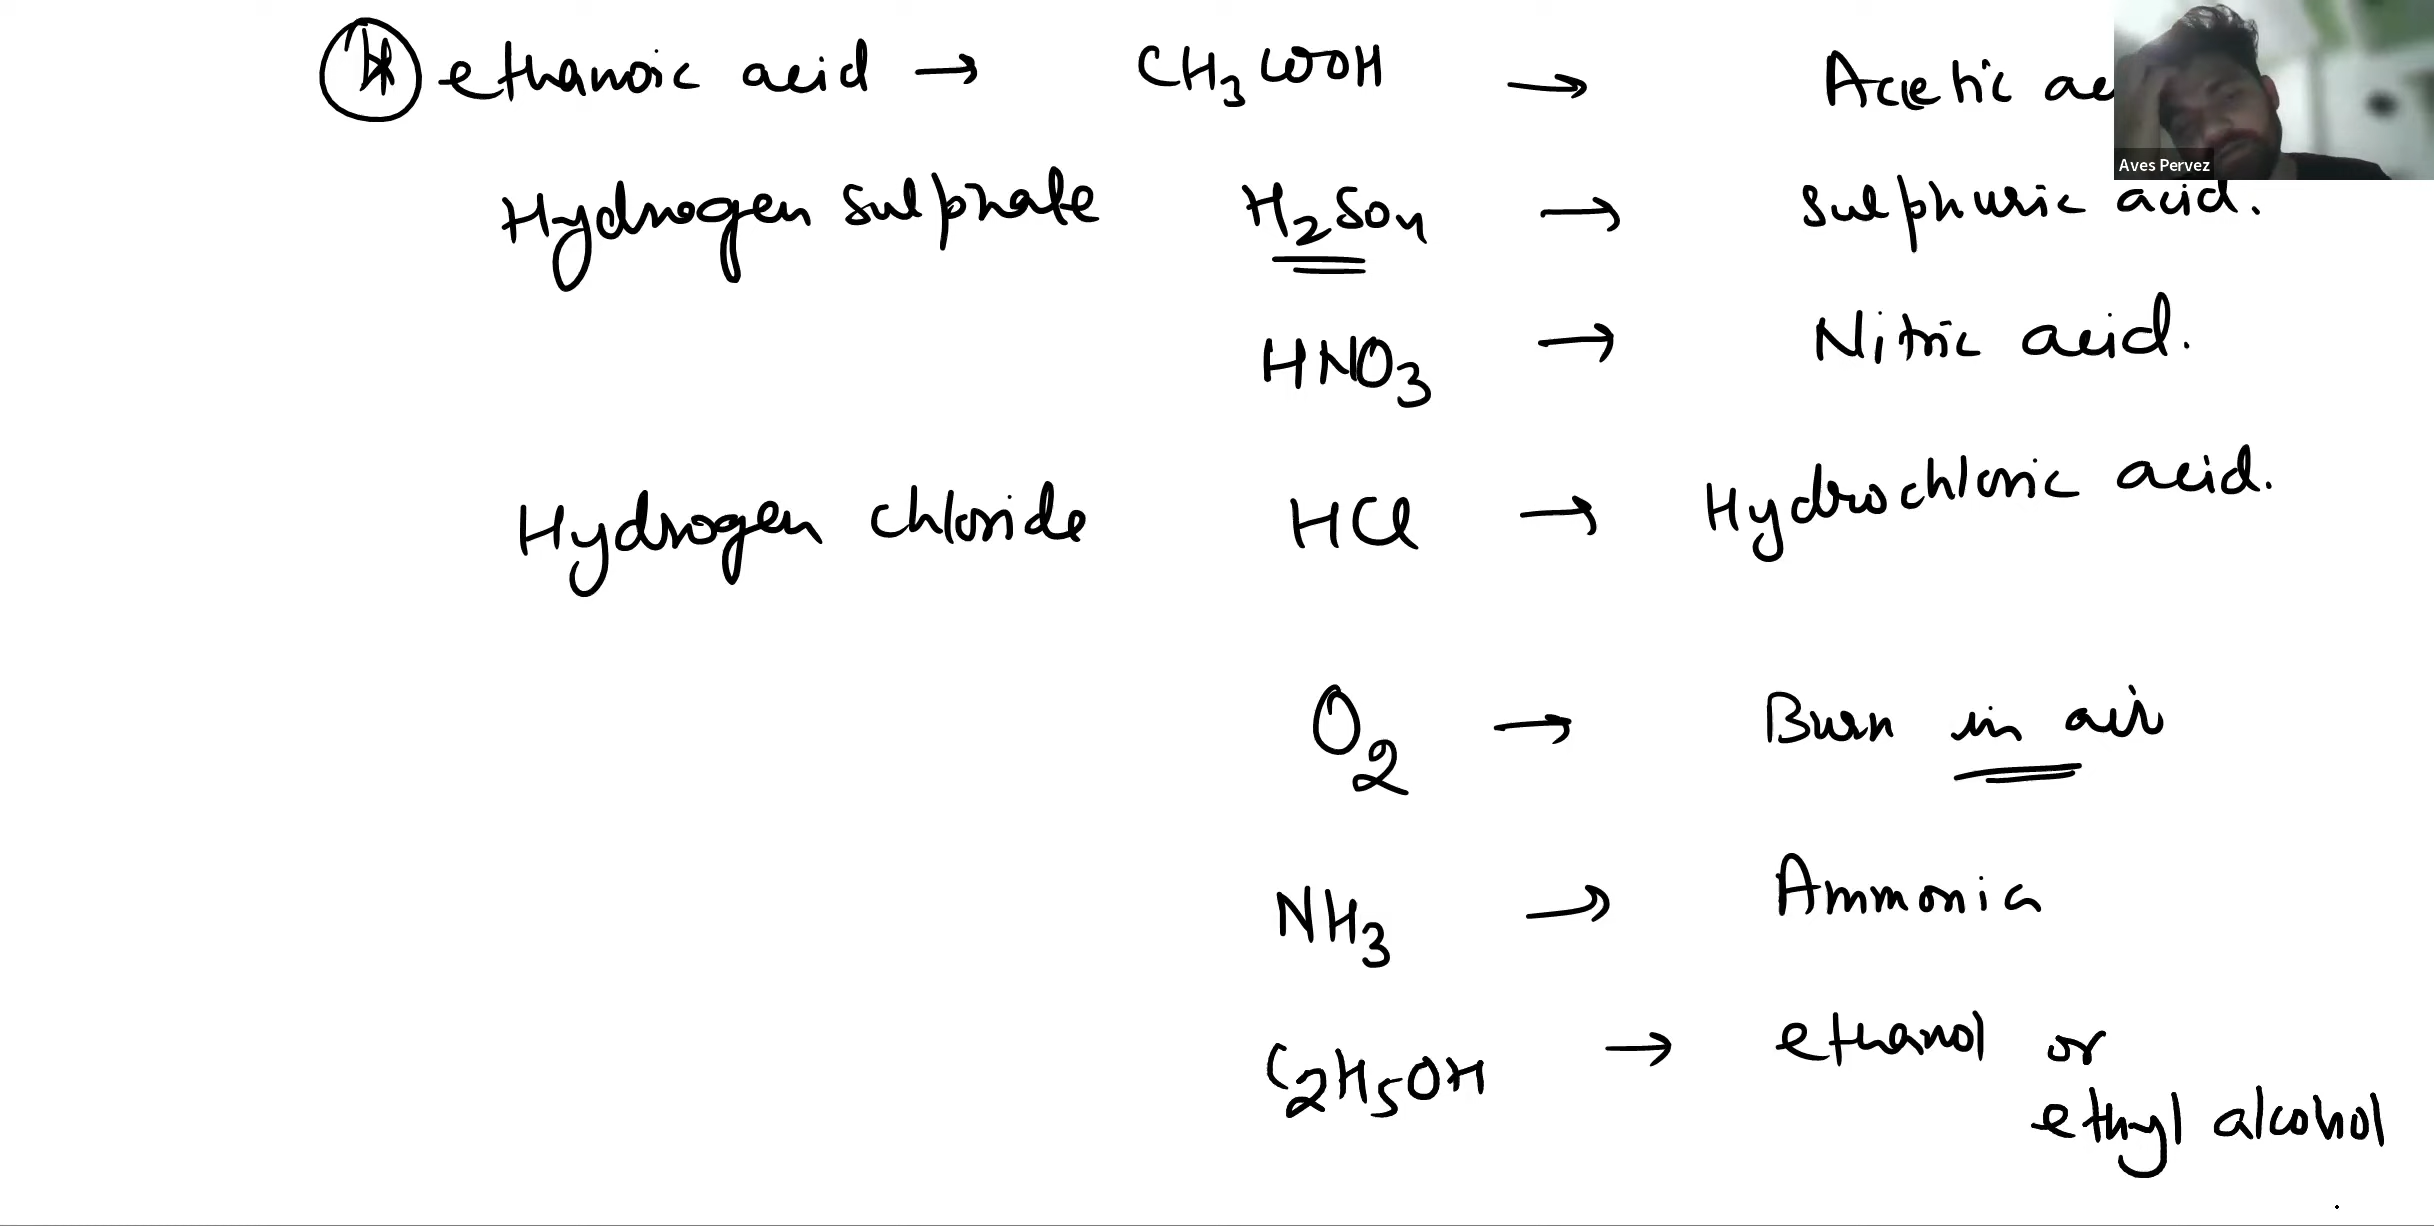 ethanoic acid → CH₃COOH → Acetic
Aves Pervez
Hydrogen sulphate H₂SO₄ → sulphuric acid.
HNO₃ → Nitric acid.
Hydrogen chloride HCl → Hydrochloric acid.
O₂ → Burn in air
NH₃ → Ammonia
C₂H₅OH → ethanol or
ethyl alcohol